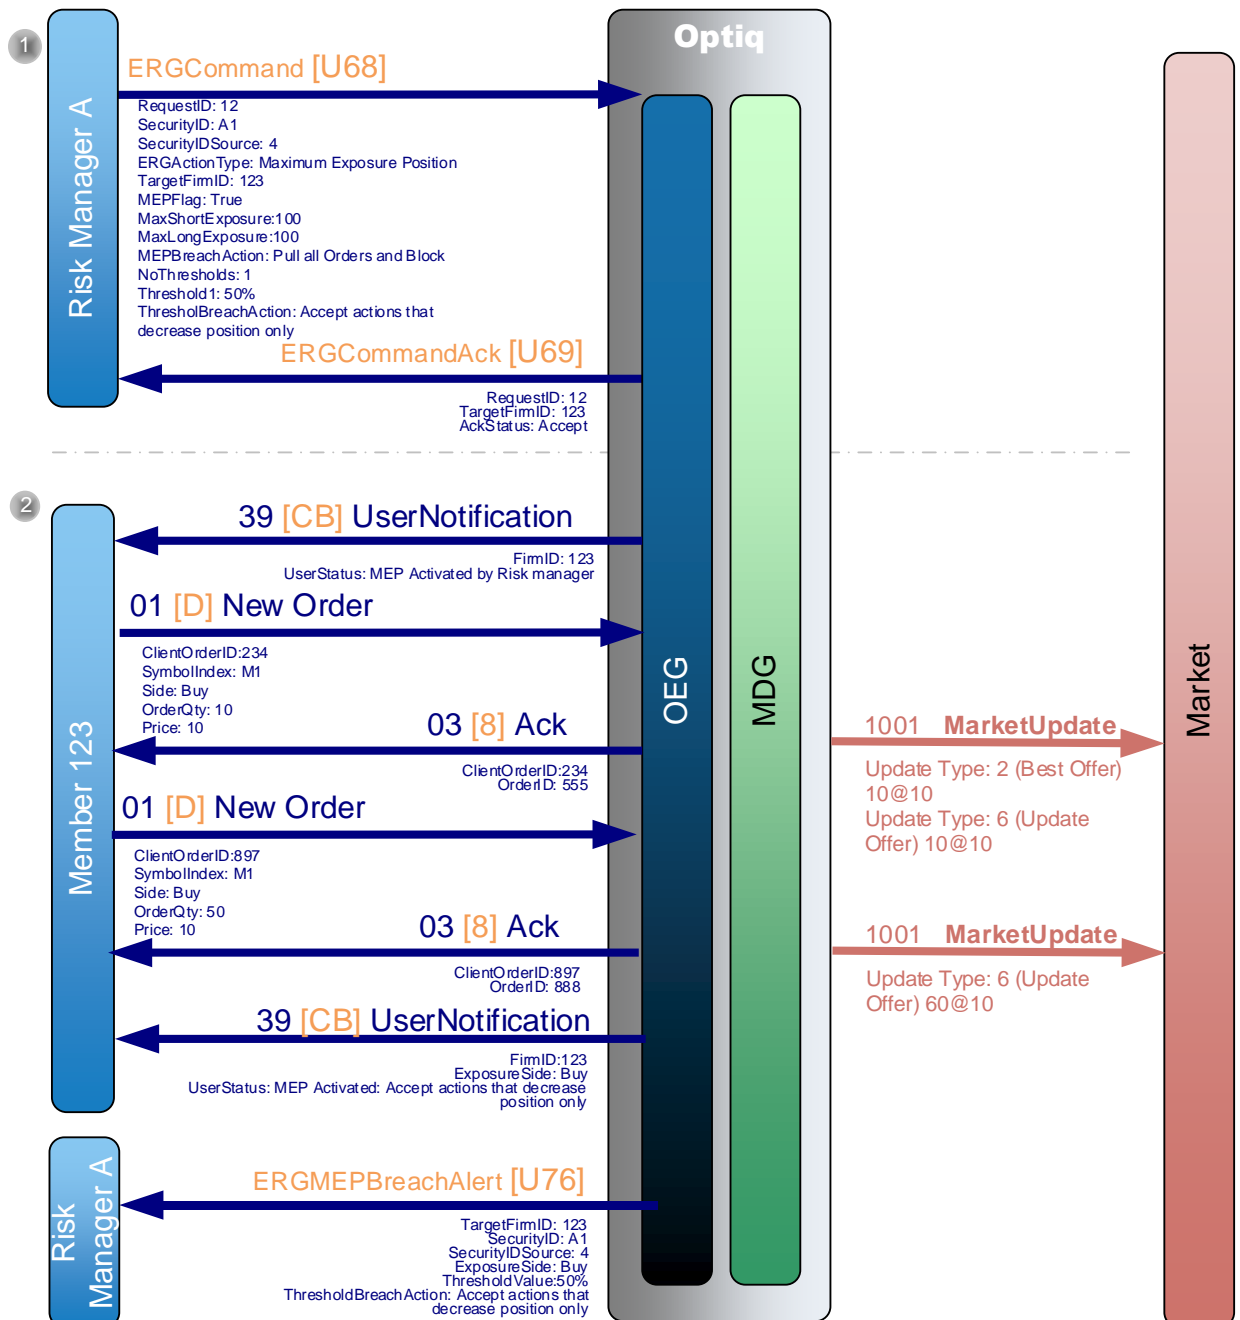 Optiq
1
Risk Manager A
ERGCommand [U68]
RequestID: 12
SecurityID: A1
SecurityIDSource: 4
ERGActionType: Maximum Exposure Position
TargetFirmID: 123
MEPFlag: True
MaxShortExposure:100
MaxLongExposure:100
MEPBreachAction: Pull all Orders and Block
NoThresholds: 1
Threshold1: 50%
ThresholBreachAction: Accept actions that
decrease position only
ERGCommandAck [U69]
RequestID: 12
TargetFirmID: 123
AckStatus: Accept
2
Member 123
39 [CB] UserNotification
FirmID: 123
UserStatus: MEP Activated by Risk manager
01 [D] New Order
ClientOrderID:234
SymbolIndex: M1
Side: Buy
OrderQty: 10
Price: 10
03 [8] Ack
ClientOrderID:234
OrderID: 555
OEG
MDG
Market
1001 MarketUpdate
Update Type: 2 (Best Offer)
10@10
Update Type: 6 (Update
Offer) 10@10
01 [D] New Order
ClientOrderID:897
SymbolIndex: M1
Side: Buy
OrderQty: 50
Price: 10
03 [8] Ack
ClientOrderID:897
OrderID: 888
1001 MarketUpdate
Update Type: 6 (Update
Offer) 60@10
39 [CB] UserNotification
FirmID:123
ExposureSide: Buy
UserStatus: MEP Activated: Accept actions that decrease
position only
Risk
Manager A
ERGMEPBreachAlert [U76]
TargetFirmID: 123
SecurityID: A1
SecurityIDSource: 4
ExposureSide: Buy
ThresholdValue:50%
ThresholdBreachAction: Accept actions that
decrease position only